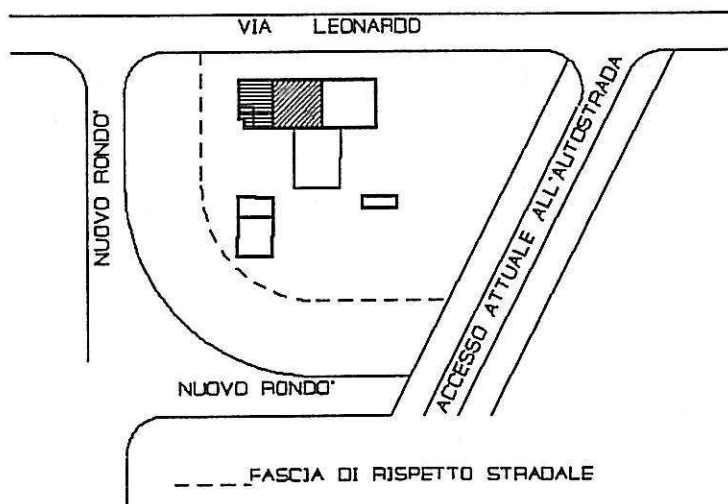 VIA LEONARDO
NUOVO RONDO'
ACCESSO ATTUALE ALL'AUTOSTRADA
NUOVO RONDO'
FASCIA DI RISPETTO STRADALE